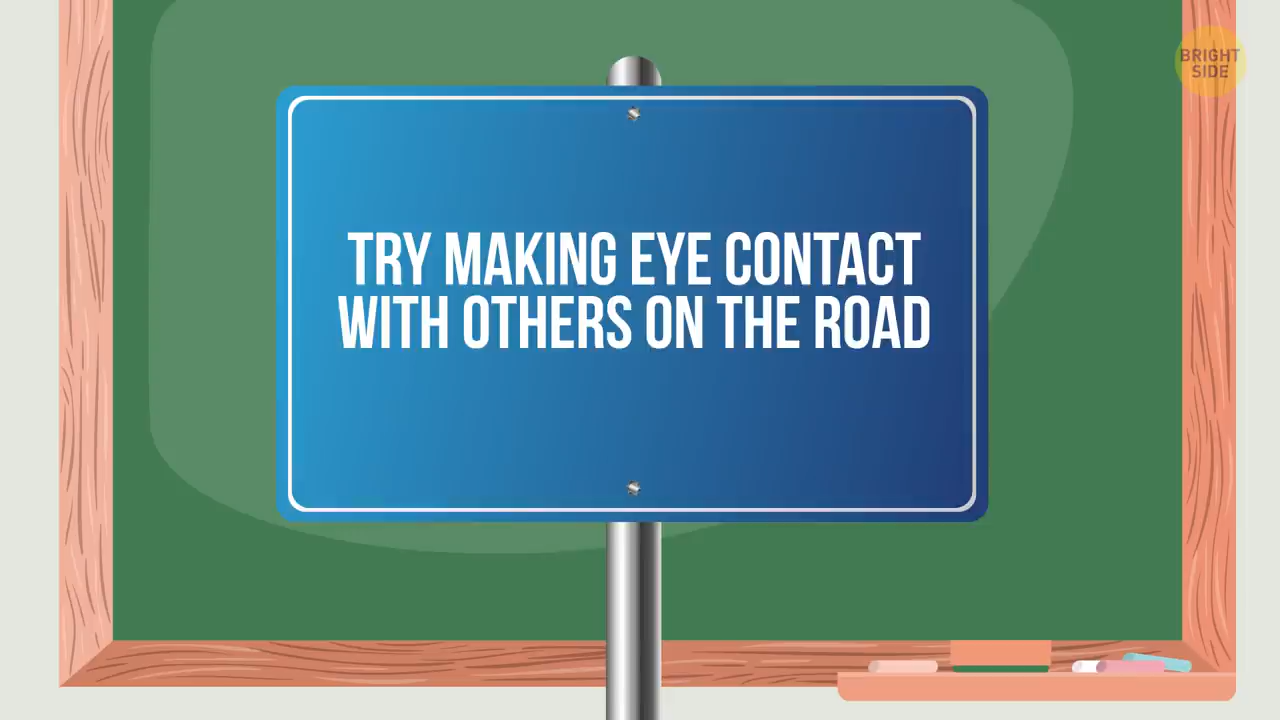 BRIGHT
SIDE
TRY MAKING EYE CONTACT
WITH OTHERS ON THE ROAD